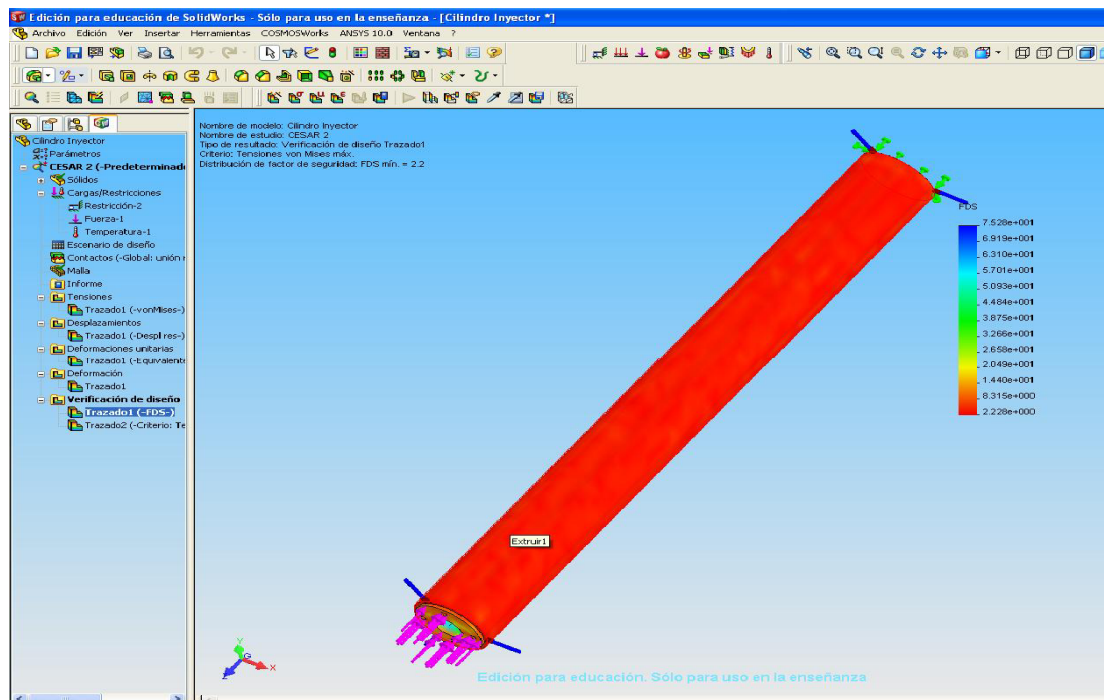 Edición para educación de SolidWorks - Sólo para uso en la enseñanza - [Cilindro Inyector *]
Archivo Edición Ver Insertar Herramientas COSMOSWorks ANSYS 10.0 Ventana ?
Cilindro Inyector
Parámetros
CESAR 2 (-Predeterminad
Sólidos
Cargas/Restricciones
Restricción-2
Fuerza-1
Temperatura-1
Escenario de diseño
Contactos (-Global: unión
Malla
Informe
Tensiones
Trazado1 (-vonMises-)
Desplazamientos
Trazado1 (-Despl res-)
Deformaciones unitarias
Trazado1 (-Equivalente
Deformación
Trazado1
Verificación de diseño
Trazado1 (-FDS-)
Trazado2 (-Criterio: Te
Nombre de modelo: Cilindro Inyector
Nombre de estudio: CESAR 2
Tipo de resultado: Verificación de diseño Trazado1
Criterio: Tensiones von Mises máx.
Distribución de factor de seguridad: FDS mín. = 2.2
FDS
7.528e+001
6.919e+001
6.310e+001
5.701e+001
5.093e+001
4.484e+001
3.875e+001
3.266e+001
2.658e+001
2.049e+001
1.440e+001
8.315e+000
2.228e+000
Extruir1
Y
X
Z
Edición para educación. Sólo para uso en la enseñanza